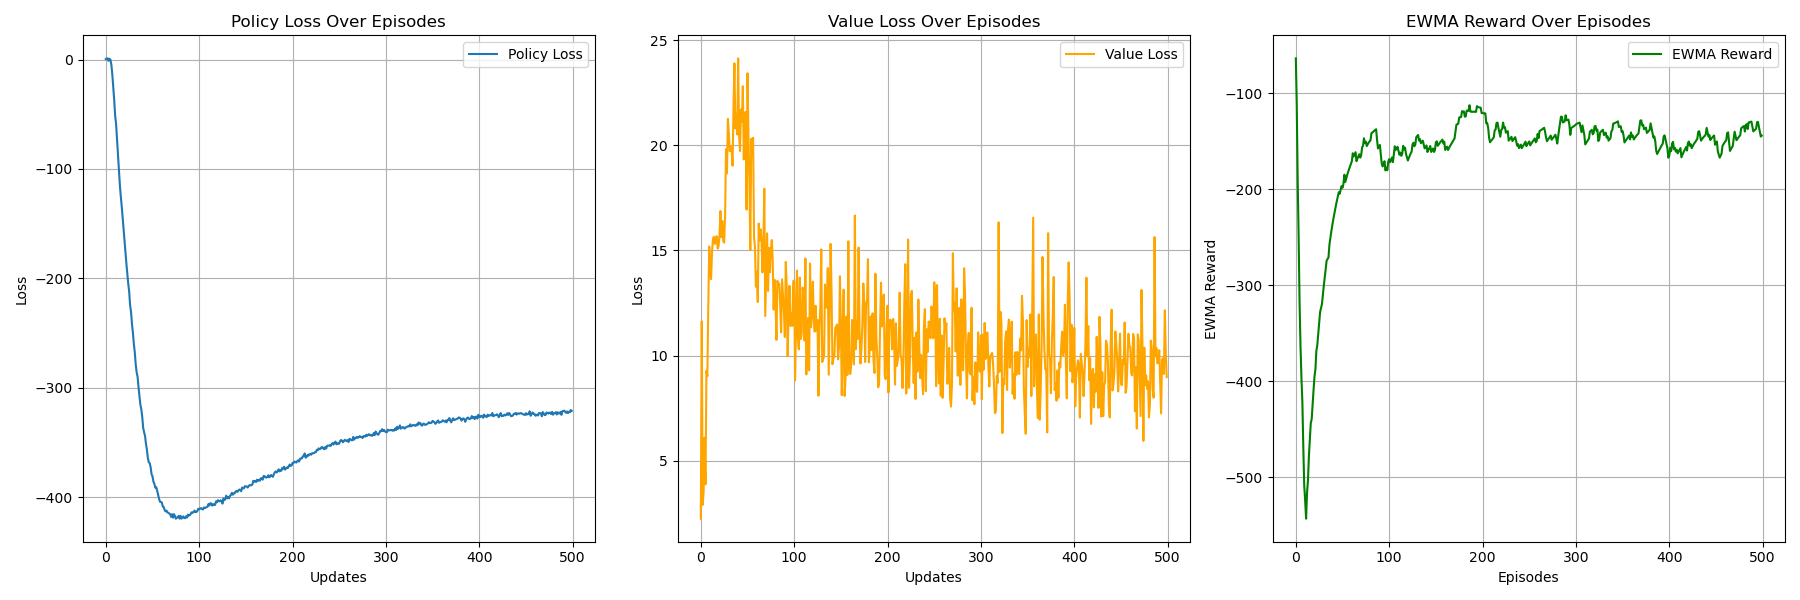 Policy Loss Over Episodes
Policy Loss
0
−100
−200
−300
−400
Loss
0 100 200 300 400 500
Updates
Value Loss Over Episodes
Value Loss
25
20
15
10
5
Loss
0 100 200 300 400 500
Updates
EWMA Reward Over Episodes
EWMA Reward
−100
−200
−300
−400
−500
EWMA Reward
0 100 200 300 400 500
Episodes